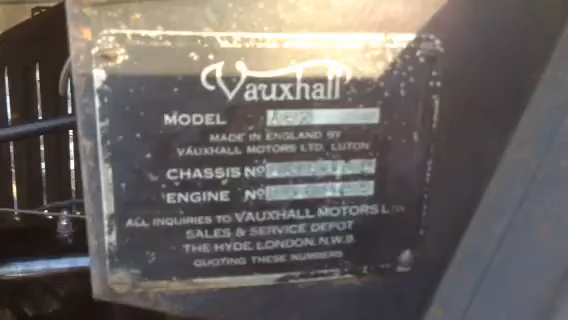 Vauxhall
MODEL
MADE IN ENGLAND BY
VAUXHALL MOTORS LTD, LUTON
CHASSIS No
ENGINE No
ALL INQUIRIES TO VAUXHALL MOTORS LTD
SALES & SERVICE DEPOT
THE HYDE, LONDON, N.W.9.
QUOTING THESE NUMBERS